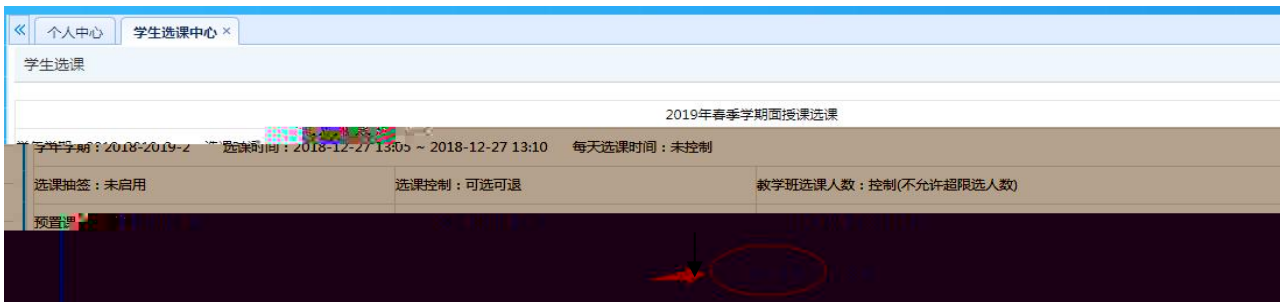 个人中心 学生选课中心 ×
学生选课
2019年春季学期面授课选课
学年学期：2018-2019-2 选课时间：2018-12-27 13:05 ~ 2018-12-27 13:10 每天选课时间：未控制
选课抽签：未启用 选课控制：可选可退 教学班选课人数：控制(不允许超限选人数)
预置课